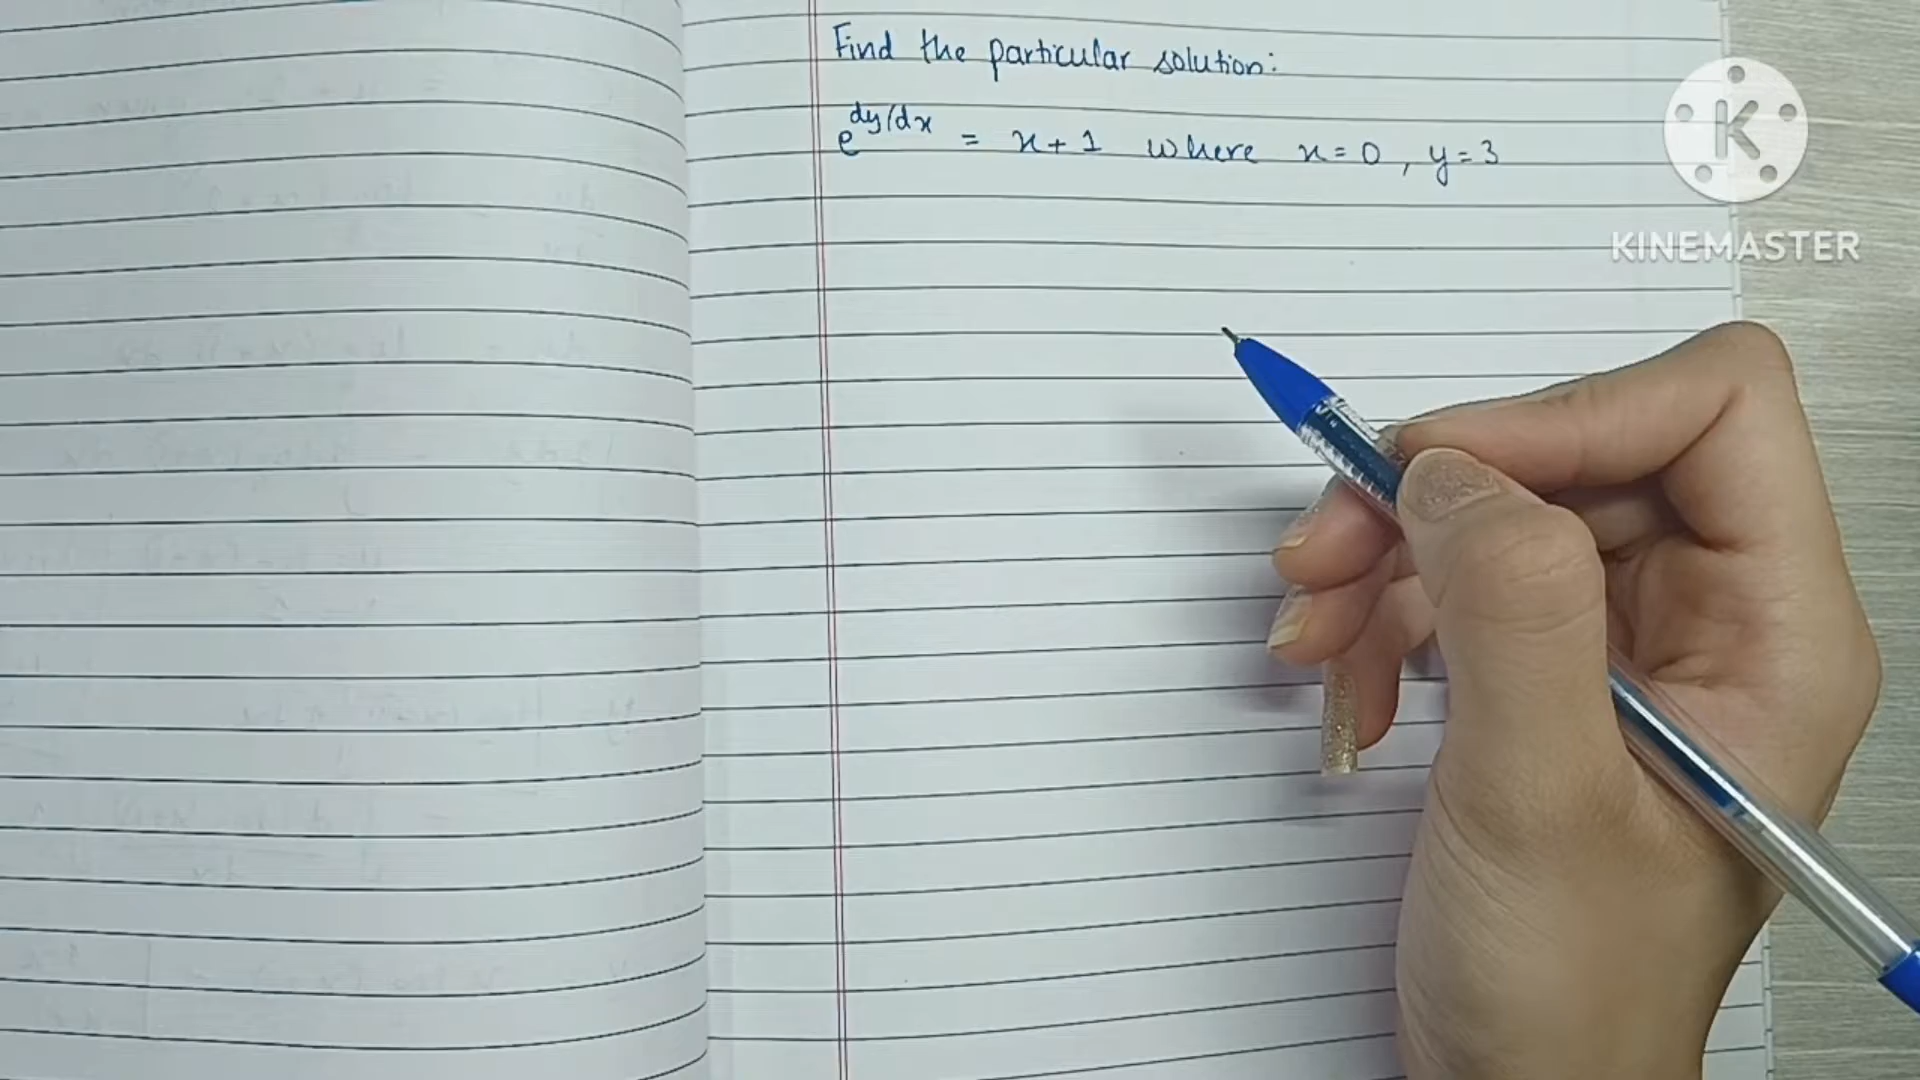 Find the particular solution:
e^dy/dx = x + 1 where x = 0, y = 3
K
KINEMASTER